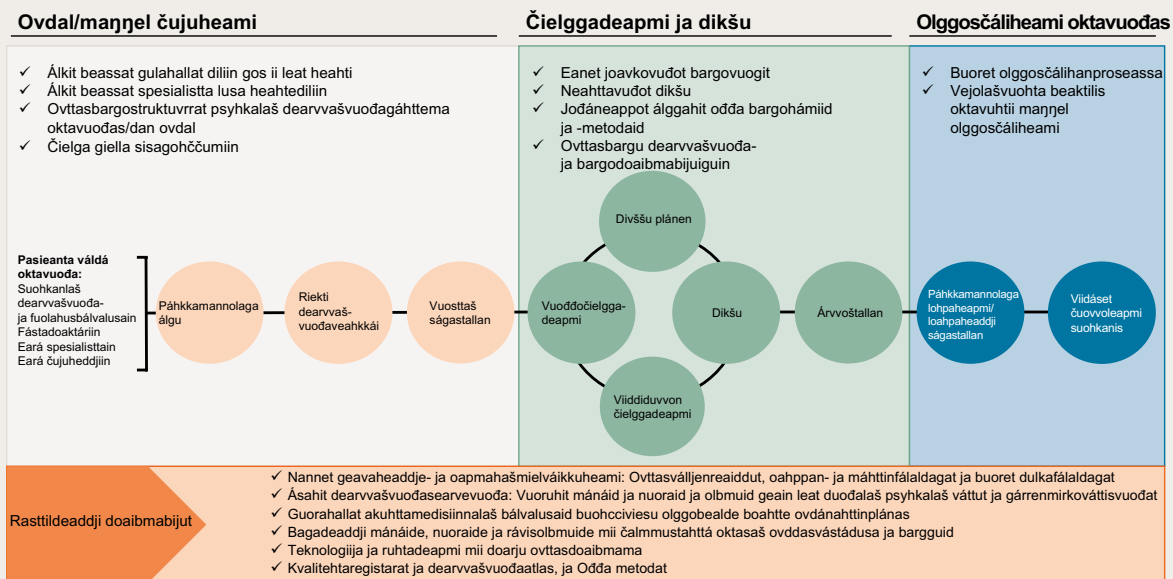 Ovdal/maŋŋel čujuheami
✓ Álkit beassat gulahallat diliin gos ii leat heahti
✓ Álkit beassat spesialistta lusa heahtediliin
✓ Ovttasbargostruktuvrrat psyhkalaš dearvvašvuođagáhttema
oktavuođas/dan ovdal
✓ Čielga giella sisagohččumiin
Pasieanta váldá
oktavuođa:
Suohkanlaš
dearvvašvuođa-
ja fuolahusbálvalusain
Fástadoaktáriin
Eará spesialisttain
Eará čujuheddjiin
Páhkkamannolaga
álgu
Riekti
dearvvaš-
vuođaveahkkái
Vuosttaš
ságastallan
Čielggadeapmi ja dikšu
✓ Eanet joavkovuđot bargovuogit
✓ Neahttavuđot dikšu
✓ Jođáneappot álggahit ođđa bargohámiid
ja -metodaid
✓ Ovttasbargu dearvvašvuođa-
ja bargodoaibmabijuiguin
Divššu plánen
Vuođđočielgga-
deapmi
Dikšu
Viiddiduvvon
čielggadeapmi
Árvvoštallan
Olggosčáliheami oktavuođas
✓ Buoret olggosčálihanproseassa
✓ Vejolašvuohta beaktilis
oktavuhtii maŋŋel
olggosčáliheami
Páhkkamannolaga
lohpaheapmi/
loahpaheaddji
ságastallan
Viidáset
čuovvoleapmi
suohkanis
Rasttildeaddji doaibmabijut
✓ Nannet geavaheaddje- ja oapmahašmielváikkuheami: Ovttasválljenreaiddut, oahppan- ja máhttinfálaldagat ja buoret dulkafálaldagat
✓ Ásahit dearvvašvuođasearvevuođa: Vuoruhit mánáid ja nuoraid ja olbmuid geain leat duođalaš psyhkalaš váttut ja gárrenmirkováttisvuođat
✓ Guorahallat akuhttamedisiinnalaš bálvalusaid buohcciviesu olggobealde boahtte ovdánahttinplánas
✓ Bagadeaddji mánáide, nuoraide ja rávisolbmuide mii čalmmustahttá oktasaš ovddasvástádusa ja bargguid
✓ Teknologiija ja ruhtadeapmi mii doarju ovttasdoaibmama
✓ Kvalitehtaregistarat ja dearvvašvuođaatlas, ja Ođđa metodat